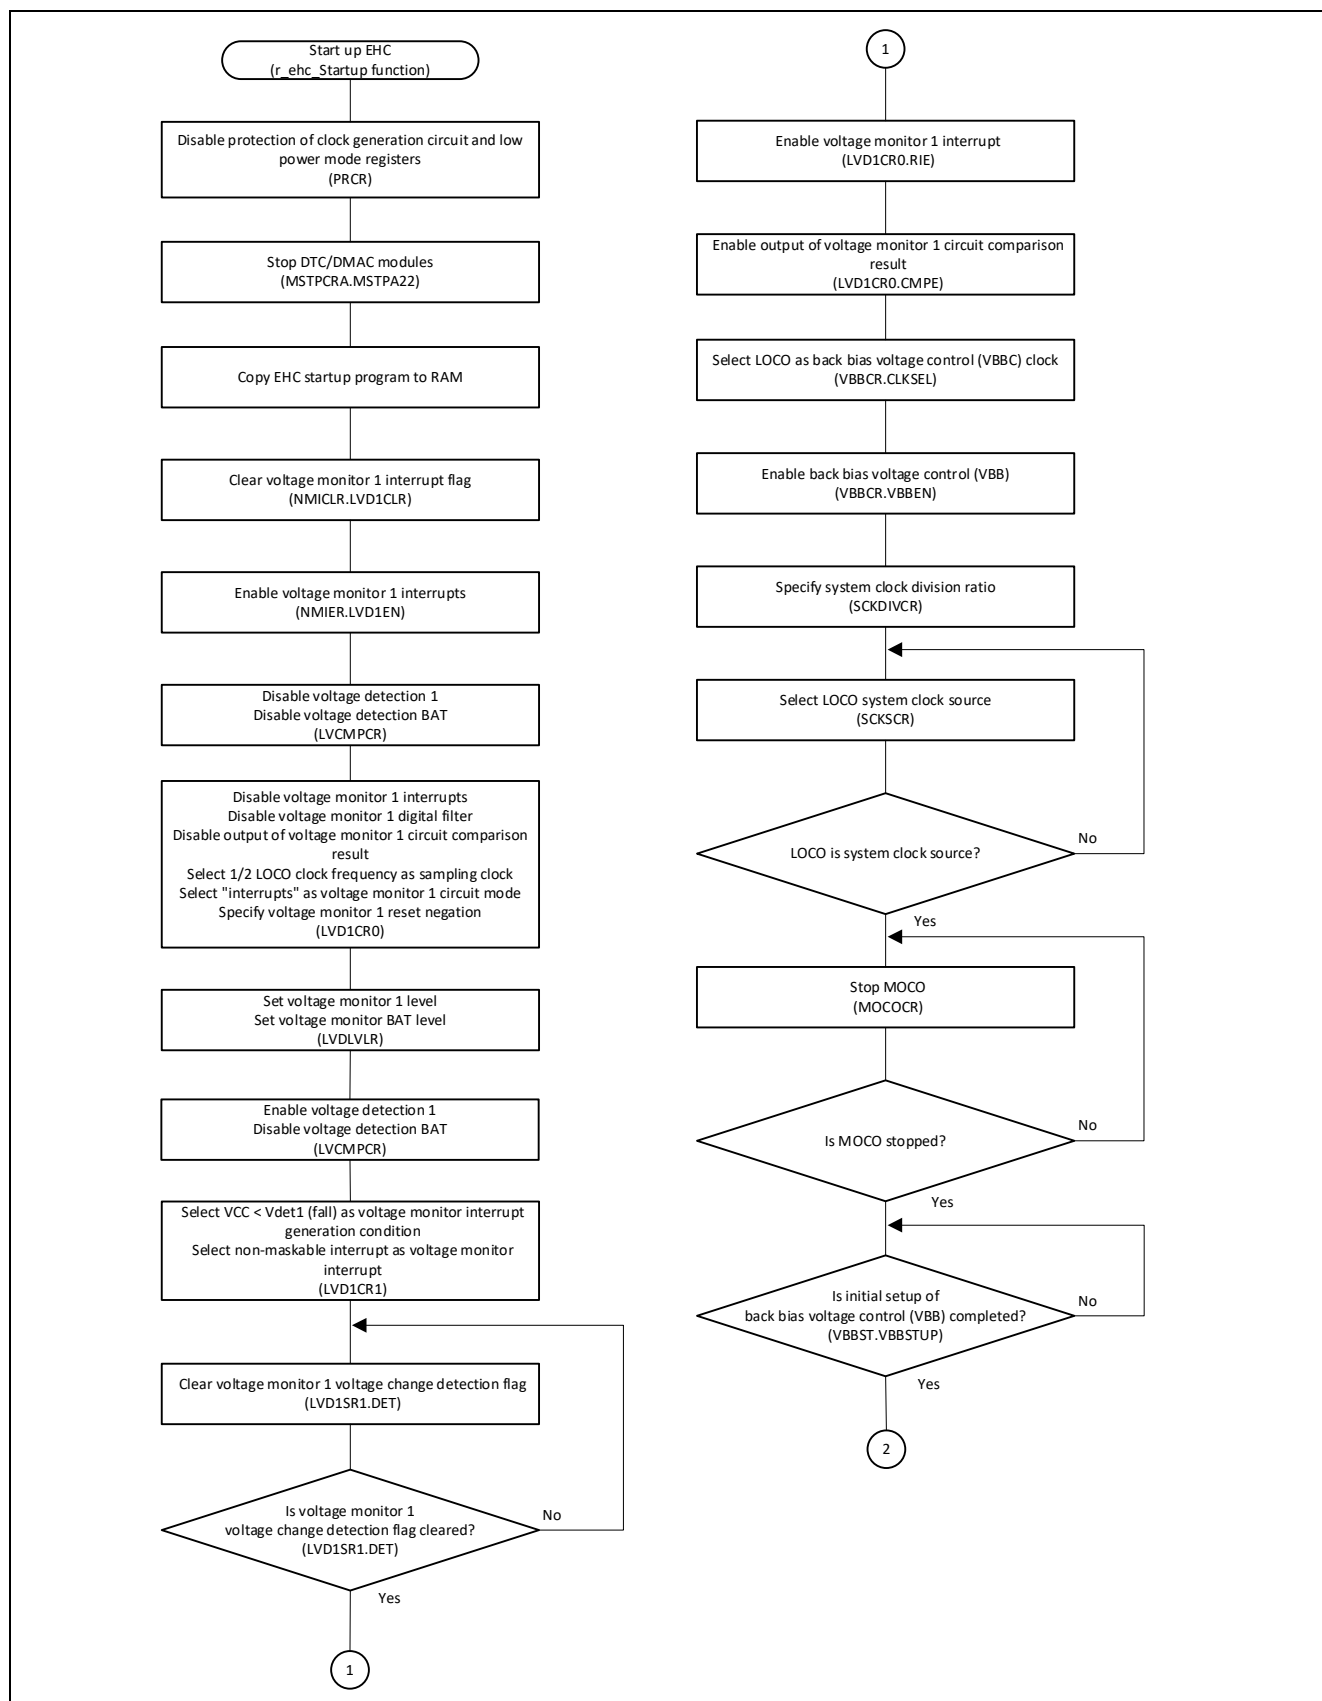 Start up EHC
(r_ehc_Startup function)
Disable protection of clock generation circuit and low
power mode registers
(PRCR)
Stop DTC/DMAC modules
(MSTPCRA.MSTPA22)
Copy EHC startup program to RAM
Clear voltage monitor 1 interrupt flag
(NMICLR.LVD1CLR)
Enable voltage monitor 1 interrupts
(NMIER.LVD1EN)
Disable voltage detection 1
Disable voltage detection BAT
(LVCMPCR)
Disable voltage monitor 1 interrupts
Disable voltage monitor 1 digital filter
Disable output of voltage monitor 1 circuit comparison
result
Select 1/2 LOCO clock frequency as sampling clock
Select "interrupts" as voltage monitor 1 circuit mode
Specify voltage monitor 1 reset negation
(LVD1CR0)
Set voltage monitor 1 level
Set voltage monitor BAT level
(LVDLVLR)
Enable voltage detection 1
Disable voltage detection BAT
(LVCMPCR)
Select VCC < Vdet1 (fall) as voltage monitor interrupt
generation condition
Select non-maskable interrupt as voltage monitor
interrupt
(LVD1CR1)
Clear voltage monitor 1 voltage change detection flag
(LVD1SR1.DET)
Is voltage monitor 1
voltage change detection flag cleared?
(LVD1SR1.DET)
No
Yes
1
1
Enable voltage monitor 1 interrupt
(LVD1CR0.RIE)
Enable output of voltage monitor 1 circuit comparison
result
(LVD1CR0.CMPE)
Select LOCO as back bias voltage control (VBBC) clock
(VBBCR.CLKSEL)
Enable back bias voltage control (VBB)
(VBBCR.VBBEN)
Specify system clock division ratio
(SCKDIVCR)
Select LOCO system clock source
(SCKSCR)
LOCO is system clock source?
No
Yes
Stop MOCO
(MOCOCR)
Is MOCO stopped?
No
Yes
Is initial setup of
back bias voltage control (VBB) completed?
(VBBST.VBBSTUP)
No
Yes
2